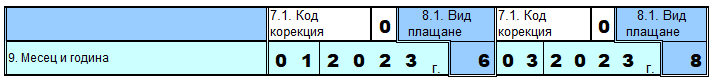 7.1. Код корекция 0 8.1. Вид плащане 7.1. Код корекция 0 8.1. Вид плащане
9. Месец и година 0 1 2 0 2 3 г. 6 0 3 2 0 2 3 г. 8